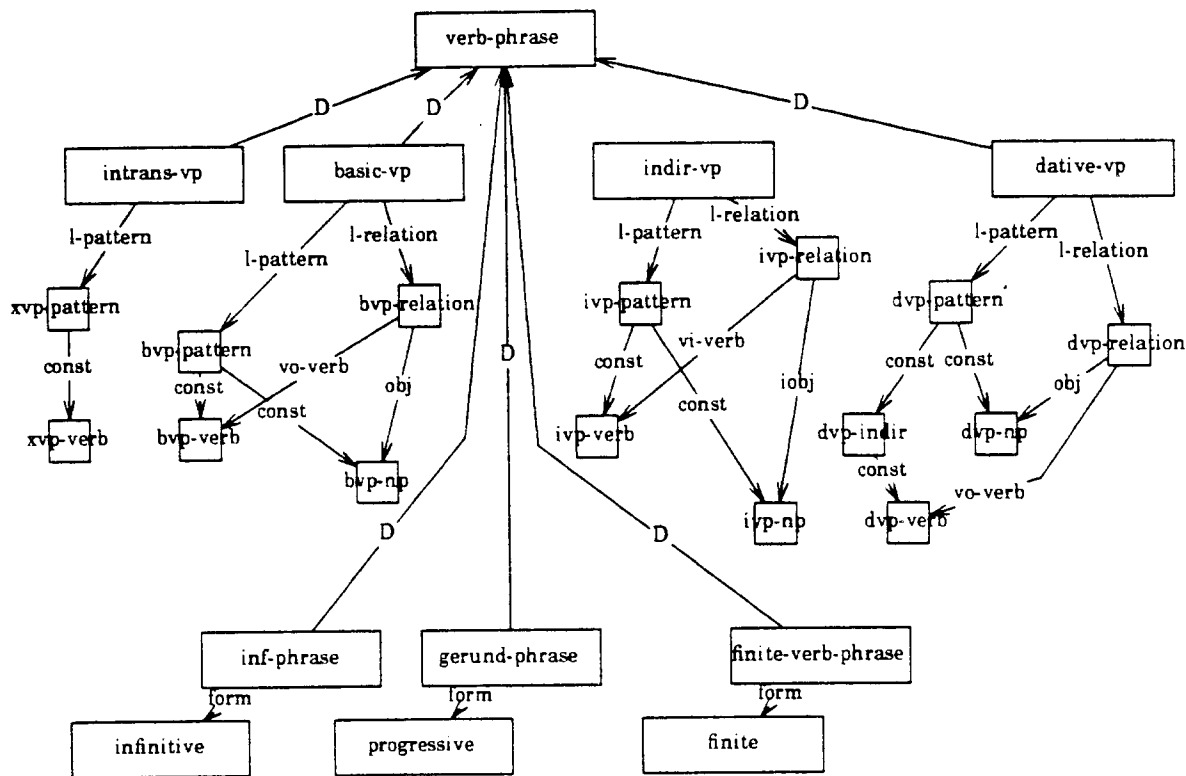 verb-phrase
D
D
D
intrans-vp
basic-vp
indir-vp
dative-vp
l-pattern
l-relation
l-pattern
l-relation
l-pattern
l-relation
l-pattern
xvp-pattern
bvp-relation
ivp-pattern
ivp-relation
dvp-pattern
dvp-relation
bvp-pattern
const
const
vo-verb
const
obj
D
const
vi-verb
const
iobj
const
const
obj
xvp-verb
bvp-verb
bvp-np
ivp-verb
ivp-np
dvp-indir
dvp-np
const
vo-verb
dvp-verb
D
D
inf-phrase
gerund-phrase
finite-verb-phrase
form
form
form
infinitive
progressive
finite